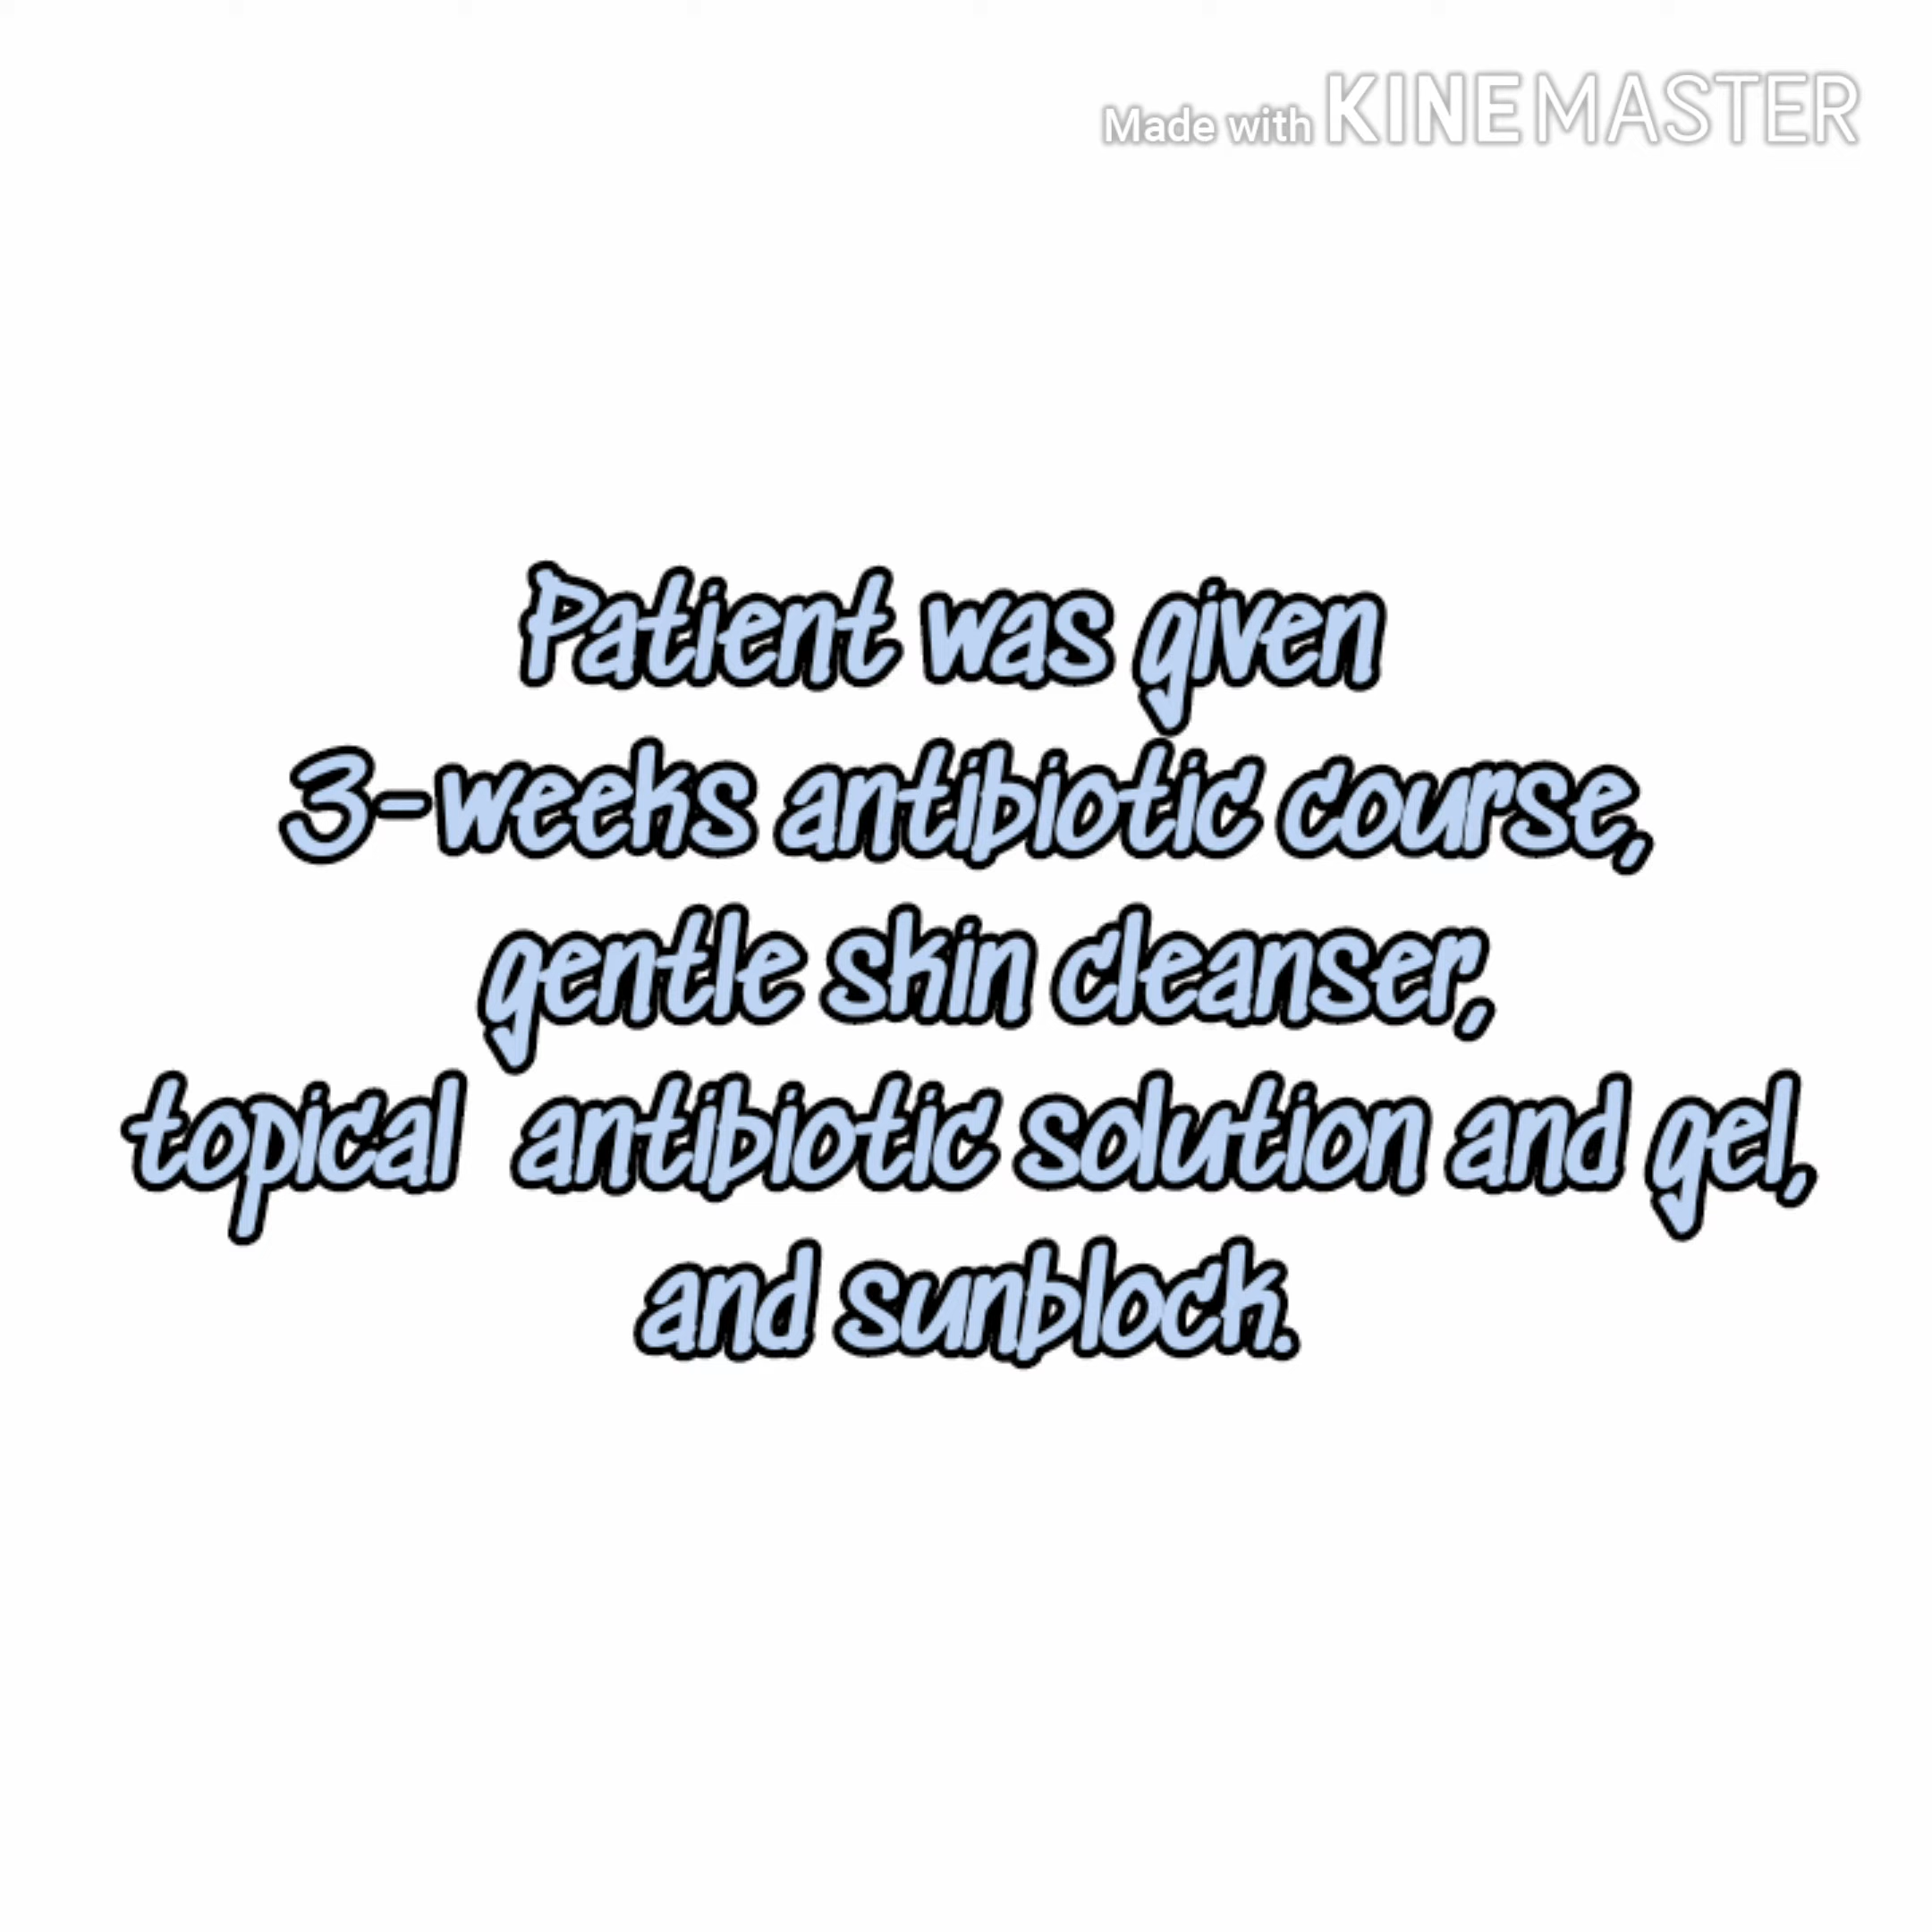 Made with KINEMASTER
Patient was given
3-weeks antibiotic course,
gentle skin cleanser,
topical antibiotic solution and gel,
and sunblock.